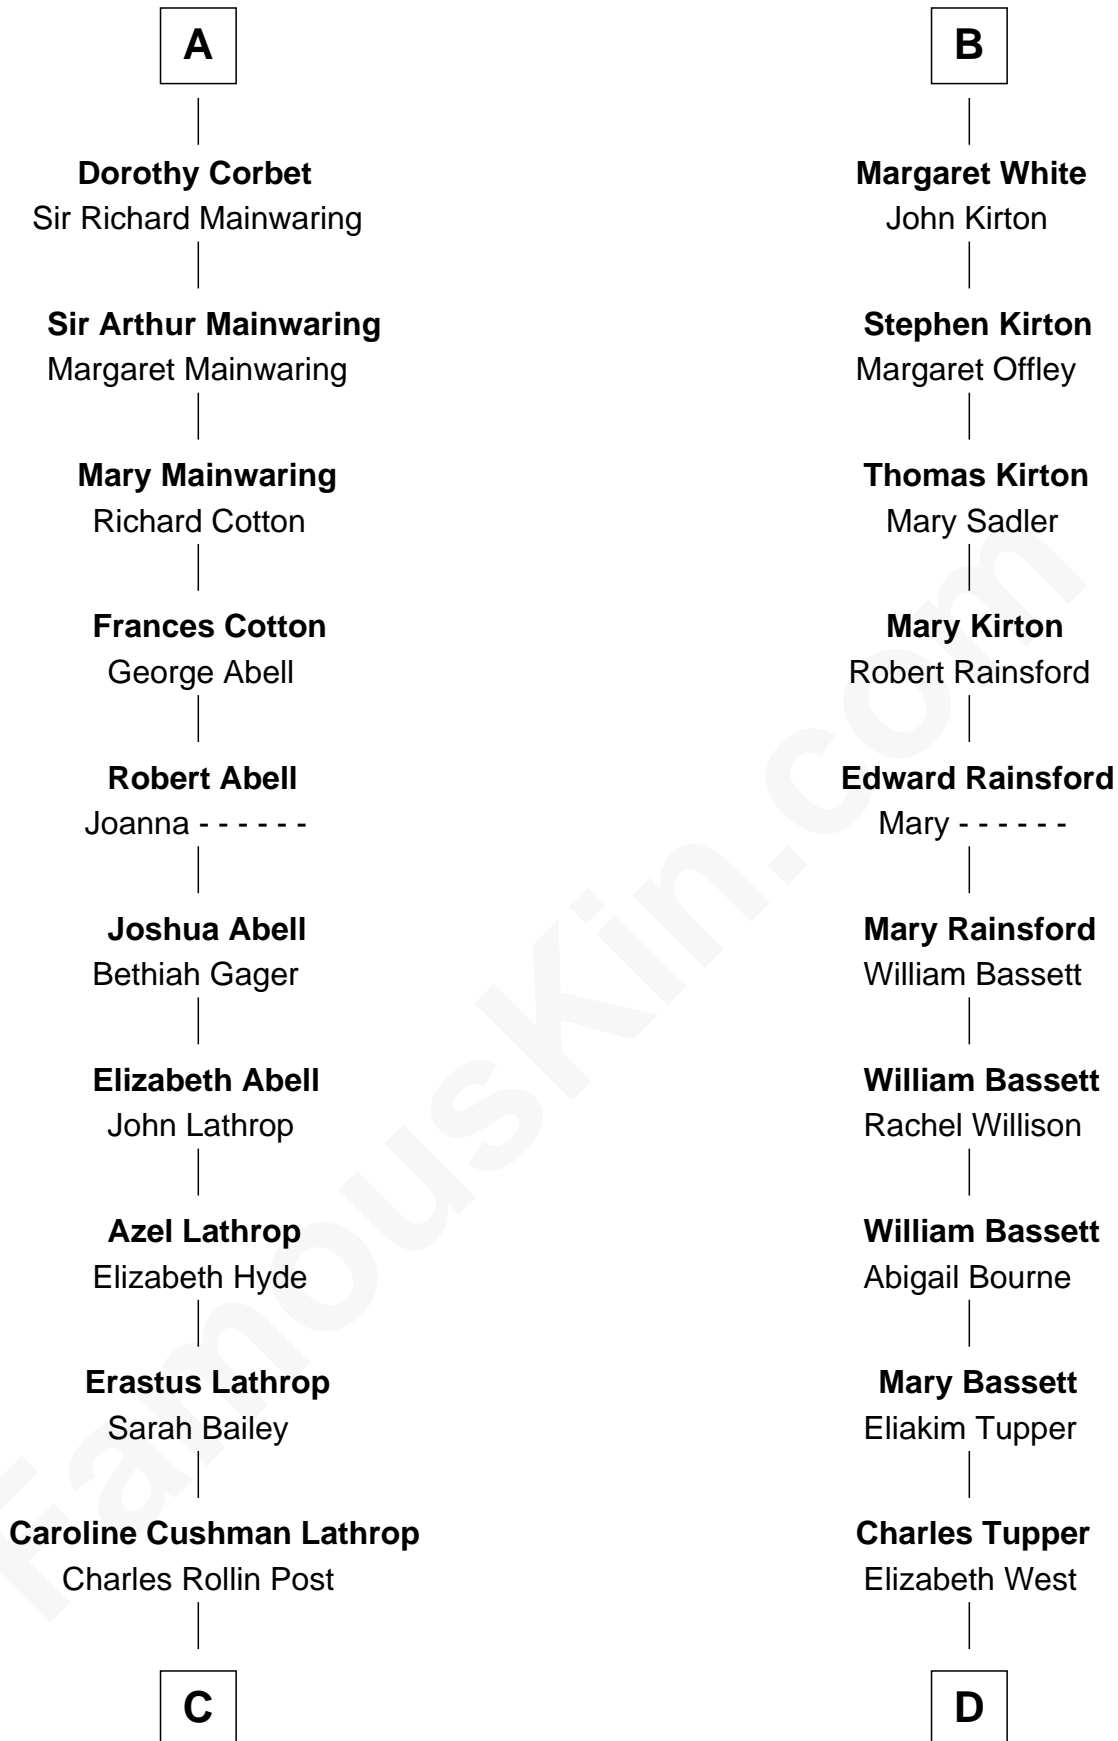 A
Dorothy Corbet
Sir Richard Mainwaring
Sir Arthur Mainwaring
Margaret Mainwaring
Mary Mainwaring
Richard Cotton
Frances Cotton
George Abell
Robert Abell
Joanna - - - - - -
Joshua Abell
Bethiah Gager
Elizabeth Abell
John Lathrop
Azel Lathrop
Elizabeth Hyde
Erastus Lathrop
Sarah Bailey
Caroline Cushman Lathrop
Charles Rollin Post
C
B
Margaret White
John Kirton
Stephen Kirton
Margaret Offley
Thomas Kirton
Mary Sadler
Mary Kirton
Robert Rainsford
Edward Rainsford
Mary - - - - - -
Mary Rainsford
William Bassett
William Bassett
Rachel Willison
William Bassett
Abigail Bourne
Mary Bassett
Eliakim Tupper
Charles Tupper
Elizabeth West
D
FamousKin.com